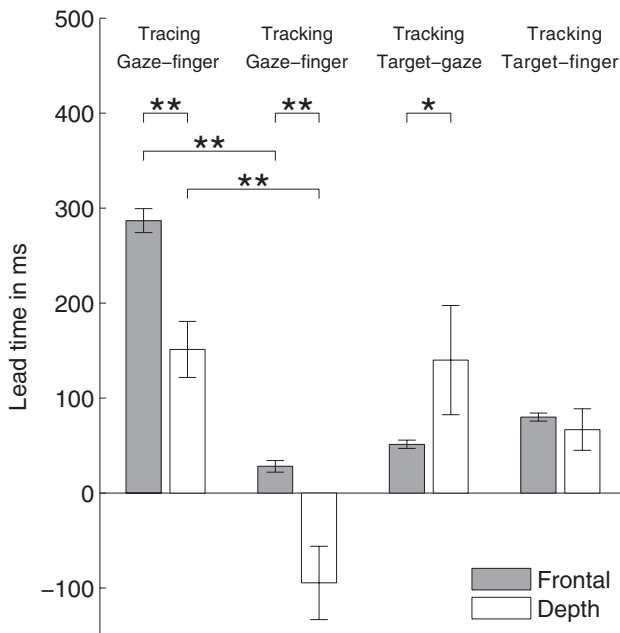 Tracing
Gaze−finger
Tracking
Gaze−finger
Tracking
Target−gaze
Tracking
Target−finger
500
400
300
200
100
0
−100
Lead time in ms
**
**
*
**
**
Frontal
Depth